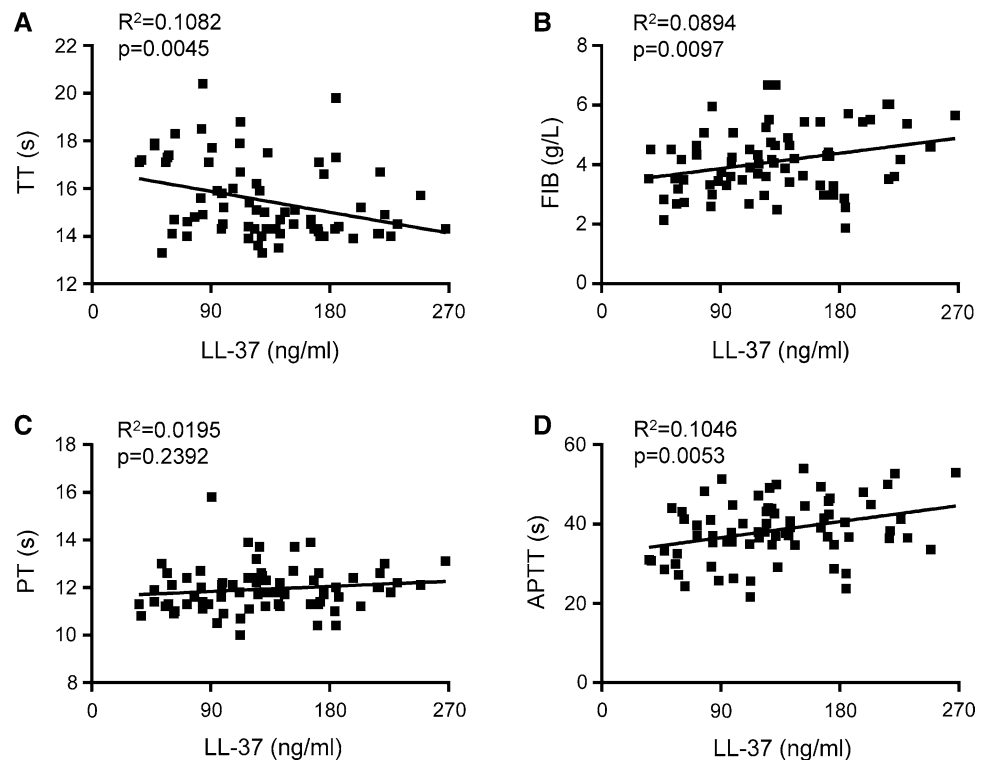 A
R²=0.1082
p=0.0045
22
20
18
16
14
12
TT (s)
0 90 180 270
LL-37 (ng/ml)
B
R²=0.0894
p=0.0097
8
6
4
2
0
FIB (g/L)
0 90 180 270
LL-37 (ng/ml)
C
R²=0.0195
p=0.2392
18
16
14
12
10
8
PT (s)
0 90 180 270
LL-37 (ng/ml)
D
R²=0.1046
p=0.0053
60
40
20
0
APTT (s)
0 90 180 270
LL-37 (ng/ml)